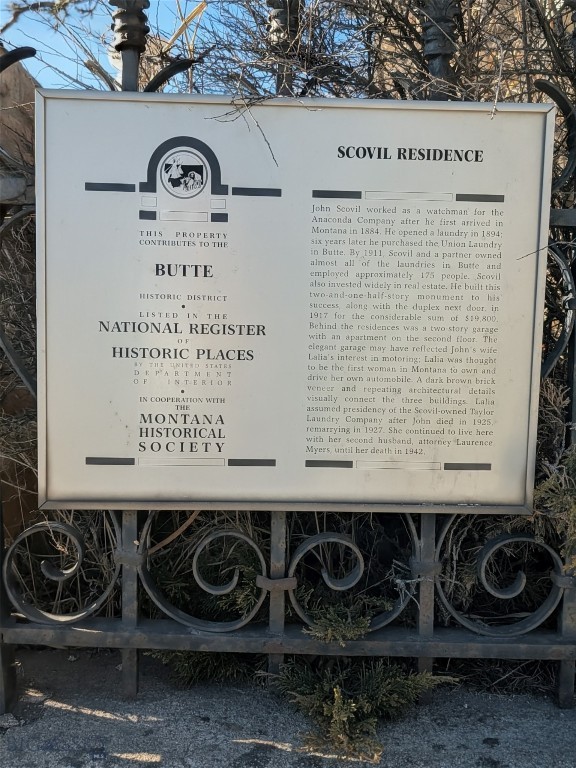 THIS PROPERTY
CONTRIBUTES TO THE
BUTTE
HISTORIC DISTRICT
LISTED IN THE
NATIONAL REGISTER
OF
HISTORIC PLACES
BY THE UNITED STATES
DEPARTMENT
OF INTERIOR
IN COOPERATION WITH
THE
MONTANA
HISTORICAL
SOCIETY
SCOVIL RESIDENCE
John Scovil worked as a watchman for the
Anaconda Company after he first arrived in
Montana in 1884. He opened a laundry in 1894;
six years later he purchased the Union Laundry
in Butte. By 1911, Scovil and a partner owned
almost all of the laundries in Butte and
employed approximately 175 people. Scovil
also invested widely in real estate. He built this
two-and-one-half-story monument to his
success, along with the duplex next door, in
1917 for the considerable sum of $19,800.
Behind the residences was a two-story garage
with an apartment on the second floor. The
elegant garage may have reflected John's wife
Lalia's interest in motoring; Lalia was thought
to be the first woman in Montana to own and
drive her own automobile. A dark brown brick
veneer and repeating architectural details
visually connect the three buildings. Lalia
assumed presidency of the Scovil-owned Taylor
Laundry Company after John died in 1925,
remarrying in 1927. She continued to live here
with her second husband, attorney Laurence
Myers, until her death in 1942.